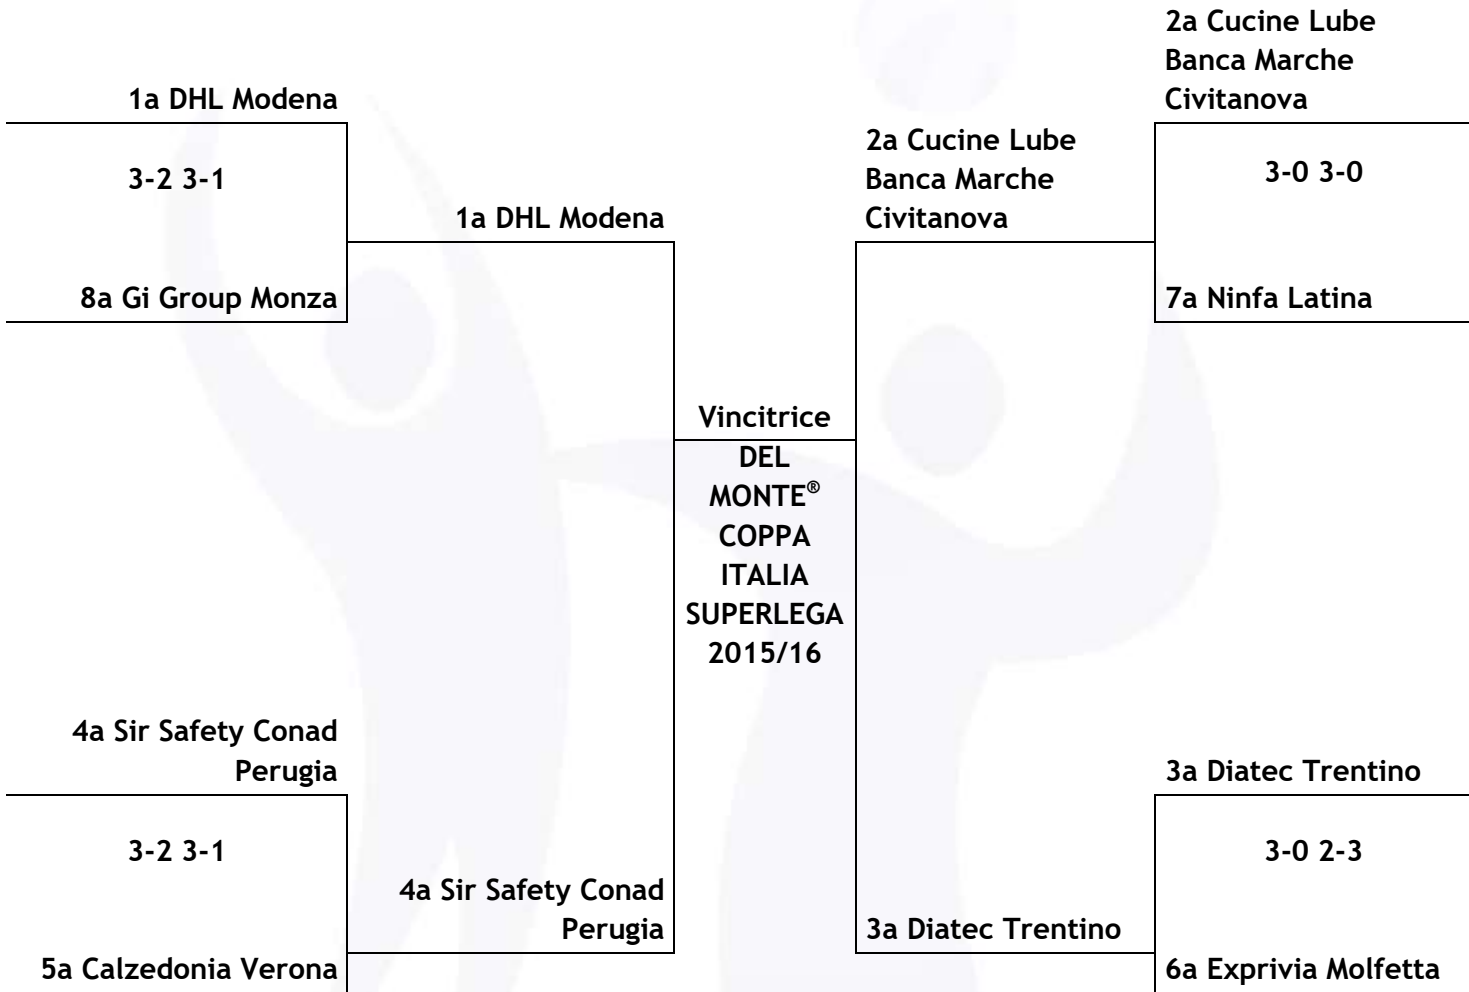 1a DHL Modena
3-2 3-1
8a Gi Group Monza
1a DHL Modena
4a Sir Safety Conad
Perugia
3-2 3-1
5a Calzedonia Verona
4a Sir Safety Conad
Perugia
Vincitrice
DEL
MONTE®
COPPA
ITALIA
SUPERLEGA
2015/16
2a Cucine Lube
Banca Marche
Civitanova
3a Diatec Trentino
2a Cucine Lube
Banca Marche
Civitanova
3-0 3-0
7a Ninfa Latina
3a Diatec Trentino
3-0 2-3
6a Exprivia Molfetta